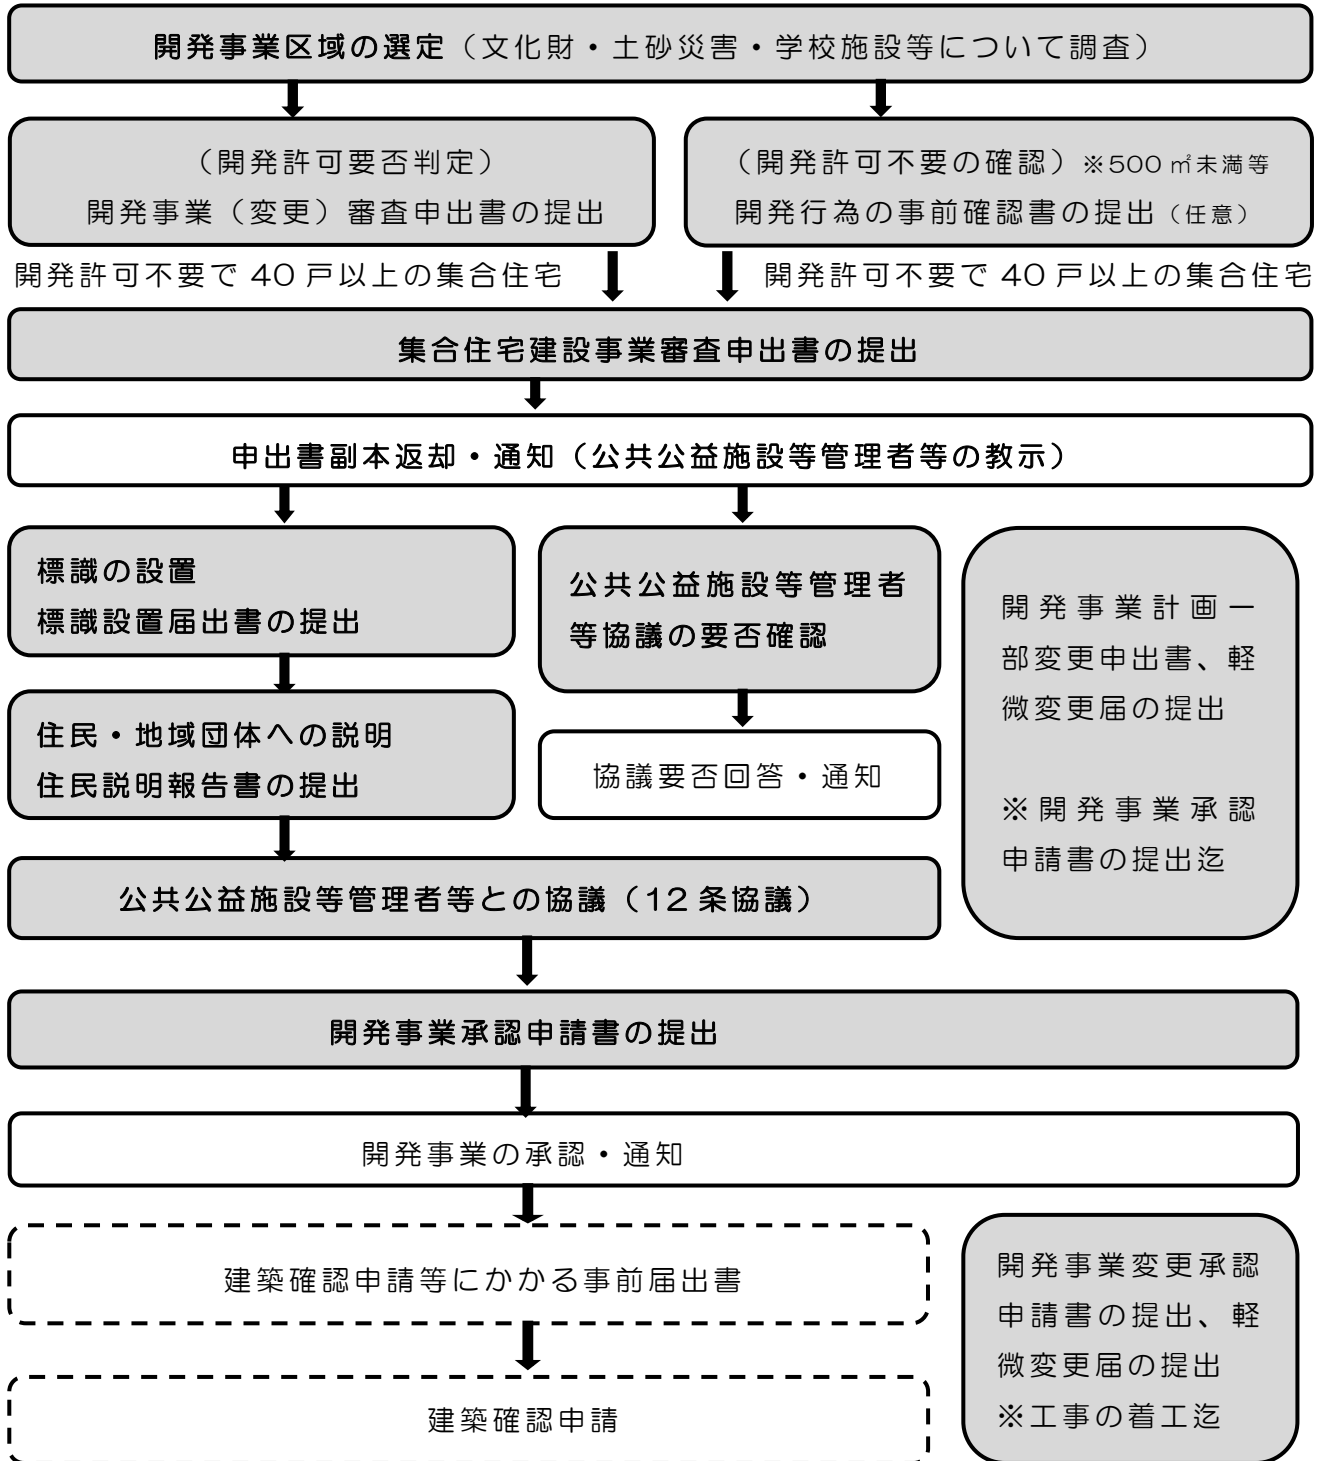 開発事業区域の選定（文化財・土砂災害・学校施設等について調査）
（開発許可要否判定）
開発事業（変更）審査申出書の提出
（開発許可不要の確認）※500㎡未満等
開発行為の事前確認書の提出（任意）
開発許可不要で 40 戸以上の集合住宅
開発許可不要で 40 戸以上の集合住宅
集合住宅建設事業審査申出書の提出
申出書副本返却・通知（公共公益施設等管理者等の教示）
標識の設置
標識設置届出書の提出
公共公益施設等管理者
等協議の要否確認
住民・地域団体への説明
住民説明報告書の提出
協議要否回答・通知
開発事業計画一
部変更申出書、軽
微変更届の提出
※開発事業承認
申請書の提出迄
公共公益施設等管理者等との協議（12 条協議）
開発事業承認申請書の提出
開発事業の承認・通知
建築確認申請等にかかる事前届出書
建築確認申請
開発事業変更承認
申請書の提出、軽
微変更届の提出
※工事の着工迄